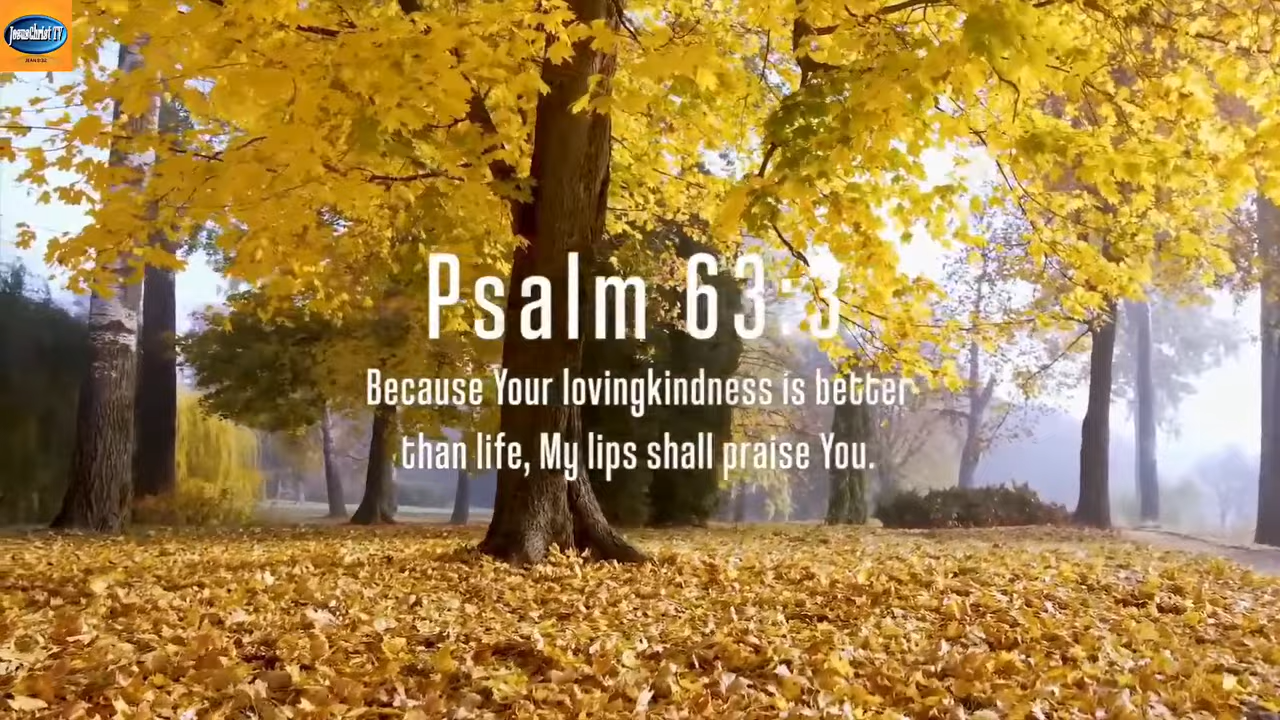 JesusChrist TV
Psalm 63:3
Because Your lovingkindness is better
than life, My lips shall praise You.